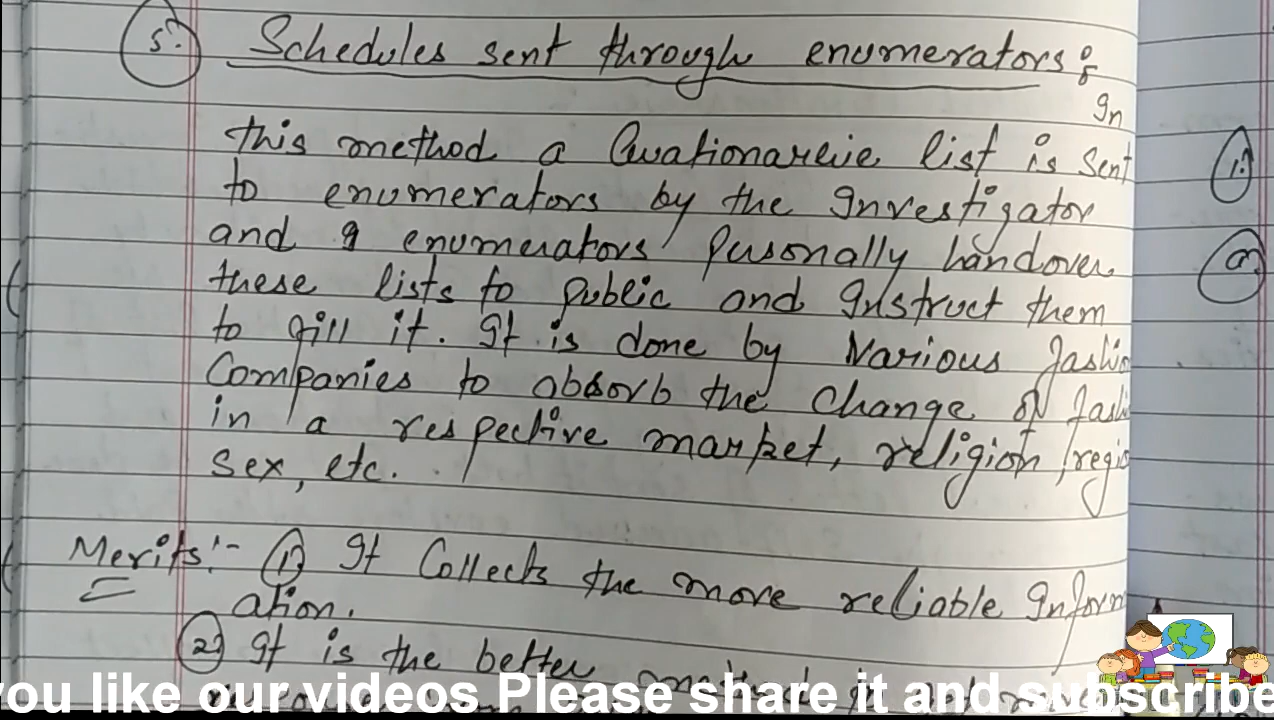 5. Schedules sent through enumerators:
In
this method a Quationareie list is sent
to enumerators by the Investigator
and enumerators personally handover
these lists to public and Instruct them
to fill it. It is done by Various fashio
Companies to absorb the change of fash
in a respective market, religion, regio
sex, etc.
Merits:- 1) It Collects the more reliable Inform
ation.
2) It is the better
you like our videos Please share it and subscribe